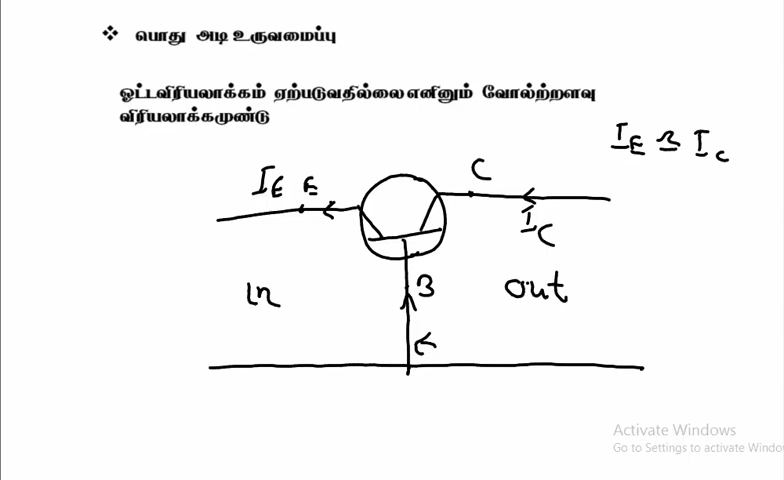 ❖ பொது அடி உருவமைப்பு
ஓட்டவிரியலாக்கம் ஏற்படுவதில்லை எனினும் வோல்ற்றளவு
விரியலாக்கமுண்டு
I_E ≈ I_C
I_E E
C
I_C
In
B
out
Activate Windows
Go to Settings to activate Windo